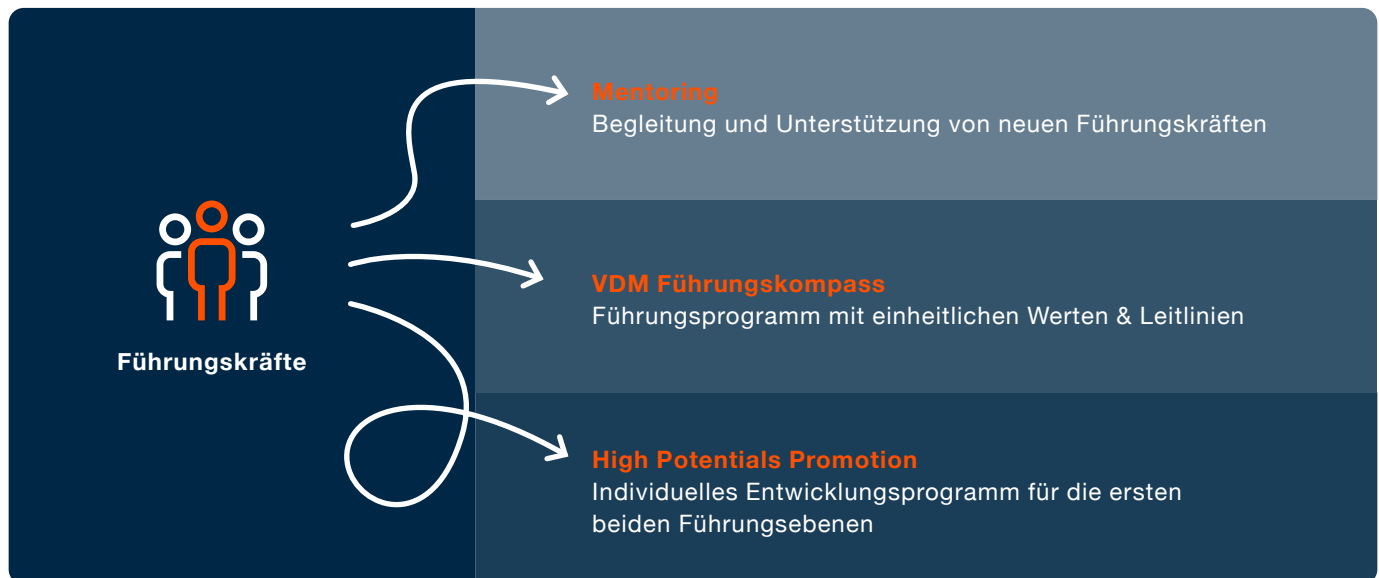 Mentoring
Begleitung und Unterstützung von neuen Führungskräften
VDM Führungskompass
Führungsprogramm mit einheitlichen Werten & Leitlinien
Führungskräfte
High Potentials Promotion
Individuelles Entwicklungsprogramm für die ersten
beiden Führungsebenen